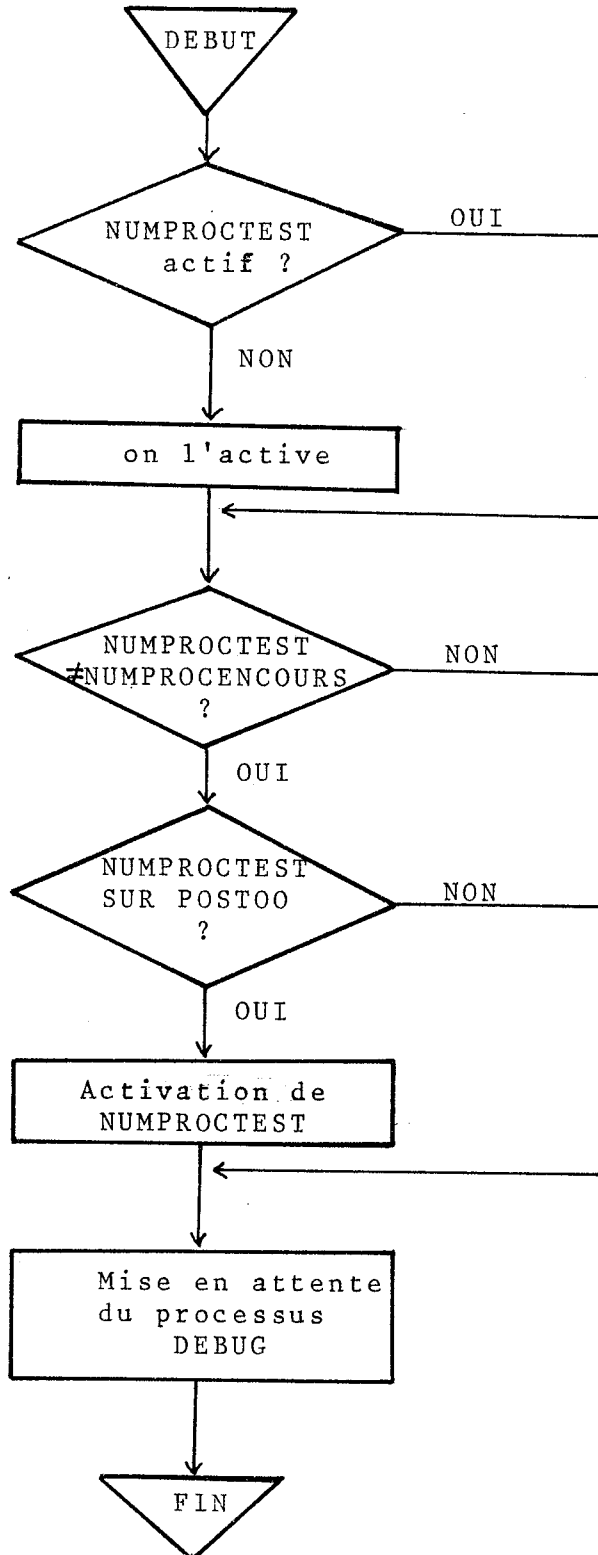 DEBUT
NUMPROCTEST
actif ?
OUI
NON
on l'active
NUMPROCTEST
≠NUMPROCENCOURS
?
NON
OUI
NUMPROCTEST
SUR POSTOO
?
NON
OUI
Activation de
NUMPROCTEST
Mise en attente
du processus
DEBUG
FIN